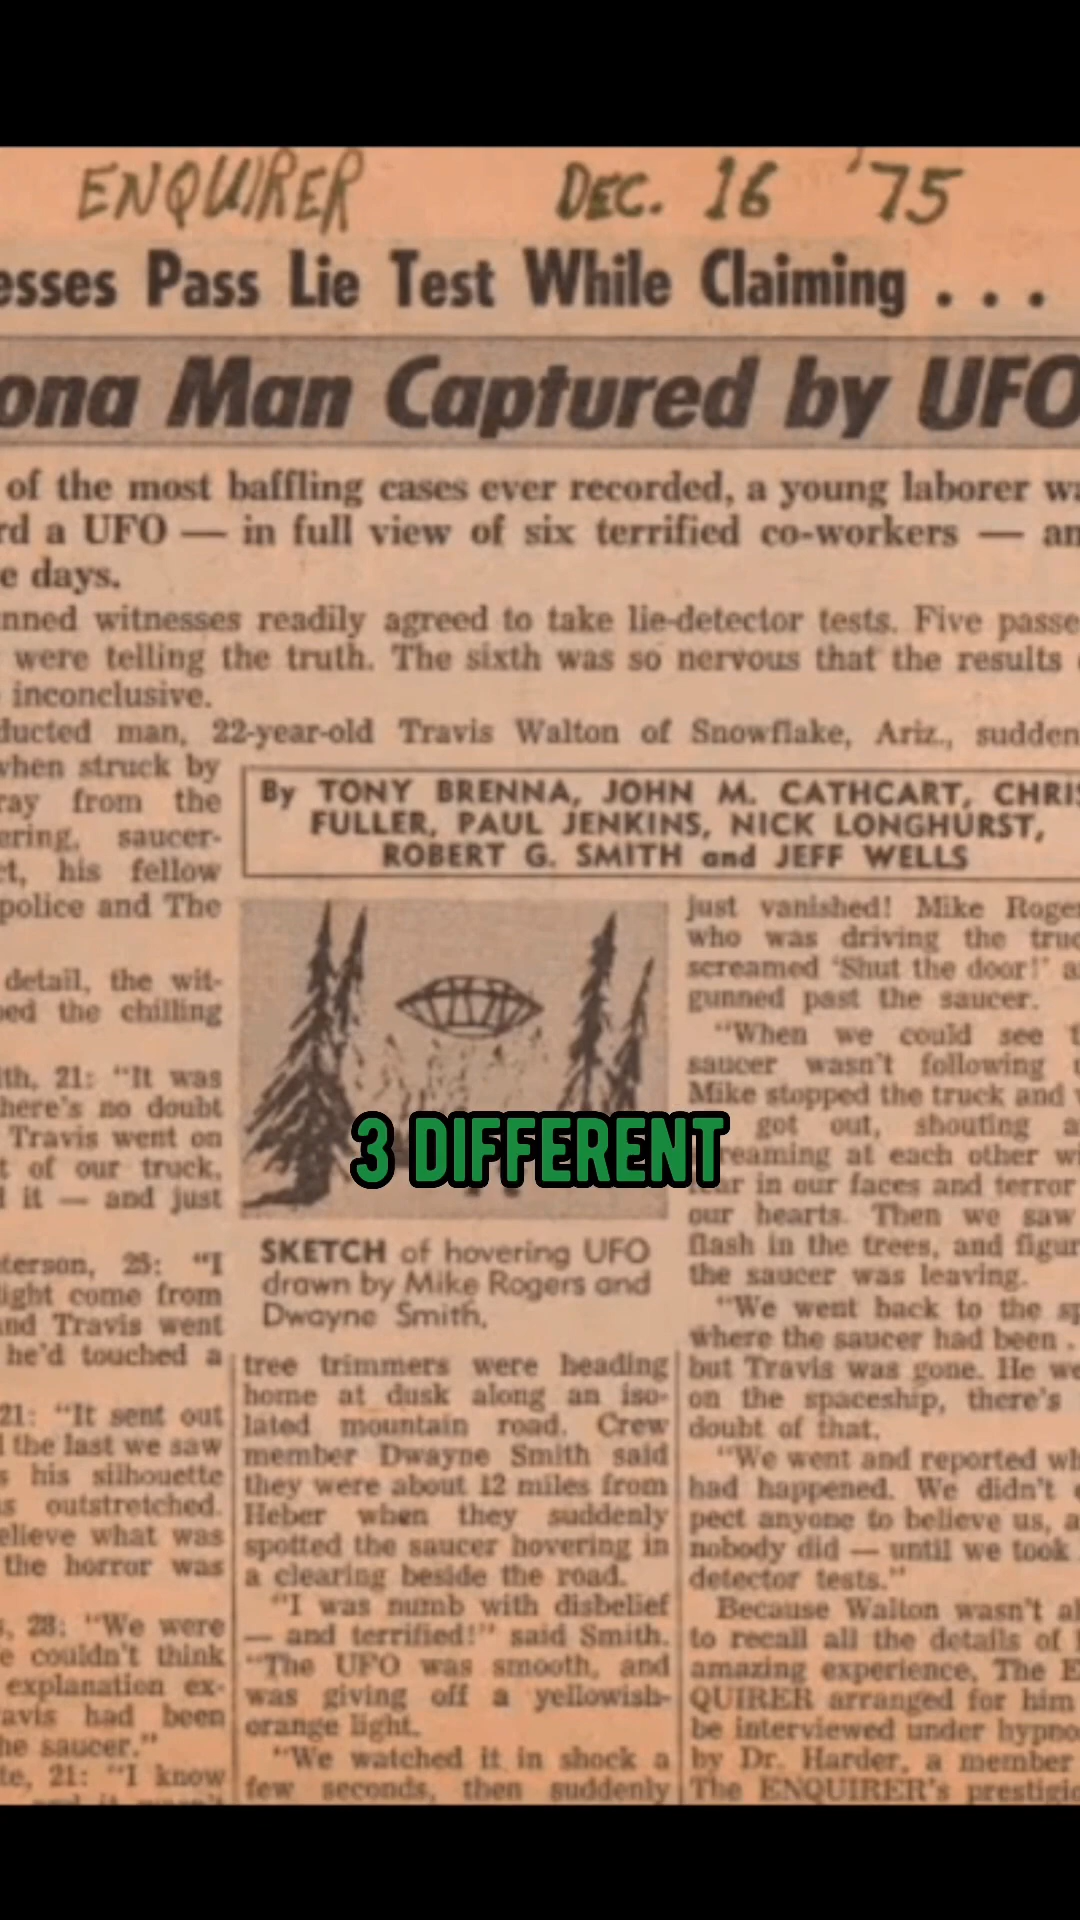 ENQUIRER DEC. 16 '75
esses Pass Lie Test While Claiming . . .
ona Man Captured by UFO
of the most baffling cases ever recorded, a young laborer wa
rd a UFO — in full view of six terrified co-workers — an
e days.
nned witnesses readily agreed to take lie-detector tests. Five passe
were telling the truth. The sixth was so nervous that the results
inconclusive.
ducted man, 22-year-old Travis Walton of Snowflake, Ariz., sudden
when struck by
ray from the
ering, saucer-
ct, his fellow
police and The
detail, the wit-
bed the chilling
ith, 21: "It was
here's no doubt
Travis went on
t of our truck,
d it — and just
terson, 25: "I
light come from
and Travis went
he'd touched a
21: "It sent out
d the last we saw
s his silhouette
s outstretched.
elieve what was
the horror was
s, 28: "We were
e couldn't think
explanation ex-
avis had been
he saucer."
te, 21: "I know
By TONY BRENNA, JOHN M. CATHCART, CHRIS
FULLER, PAUL JENKINS, NICK LONGHURST,
ROBERT G. SMITH and JEFF WELLS
3 DIFFERENT
SKETCH of hovering UFO
drawn by Mike Rogers and
Dwayne Smith.
tree trimmers were heading
home at dusk along an iso-
lated mountain road. Crew
member Dwayne Smith said
they were about 12 miles from
Heber when they suddenly
spotted the saucer hovering in
a clearing beside the road.
"I was numb with disbelief
— and terrified!" said Smith.
"The UFO was smooth, and
was giving off a yellowish-
orange light.
"We watched it in shock a
few seconds, then suddenly
just vanished! Mike Roger
who was driving the truc
screamed 'Shut the door!' a
gunned past the saucer.
"When we could see t
saucer wasn't following u
Mike stopped the truck and
got out, shouting a
reaming at each other wi
fear in our faces and terror
our hearts. Then we saw
flash in the trees, and figur
the saucer was leaving.
"We went back to the sp
where the saucer had been .
but Travis was gone. He we
on the spaceship, there's
doubt of that.
"We went and reported wh
had happened. We didn't e
pect anyone to believe us, a
nobody did — until we took
detector tests."
Because Walton wasn't al
to recall all the details of
amazing experience, The E
QUIRER arranged for him
be interviewed under hypno
by Dr. Harder, a member
The ENQUIRER's prestigio